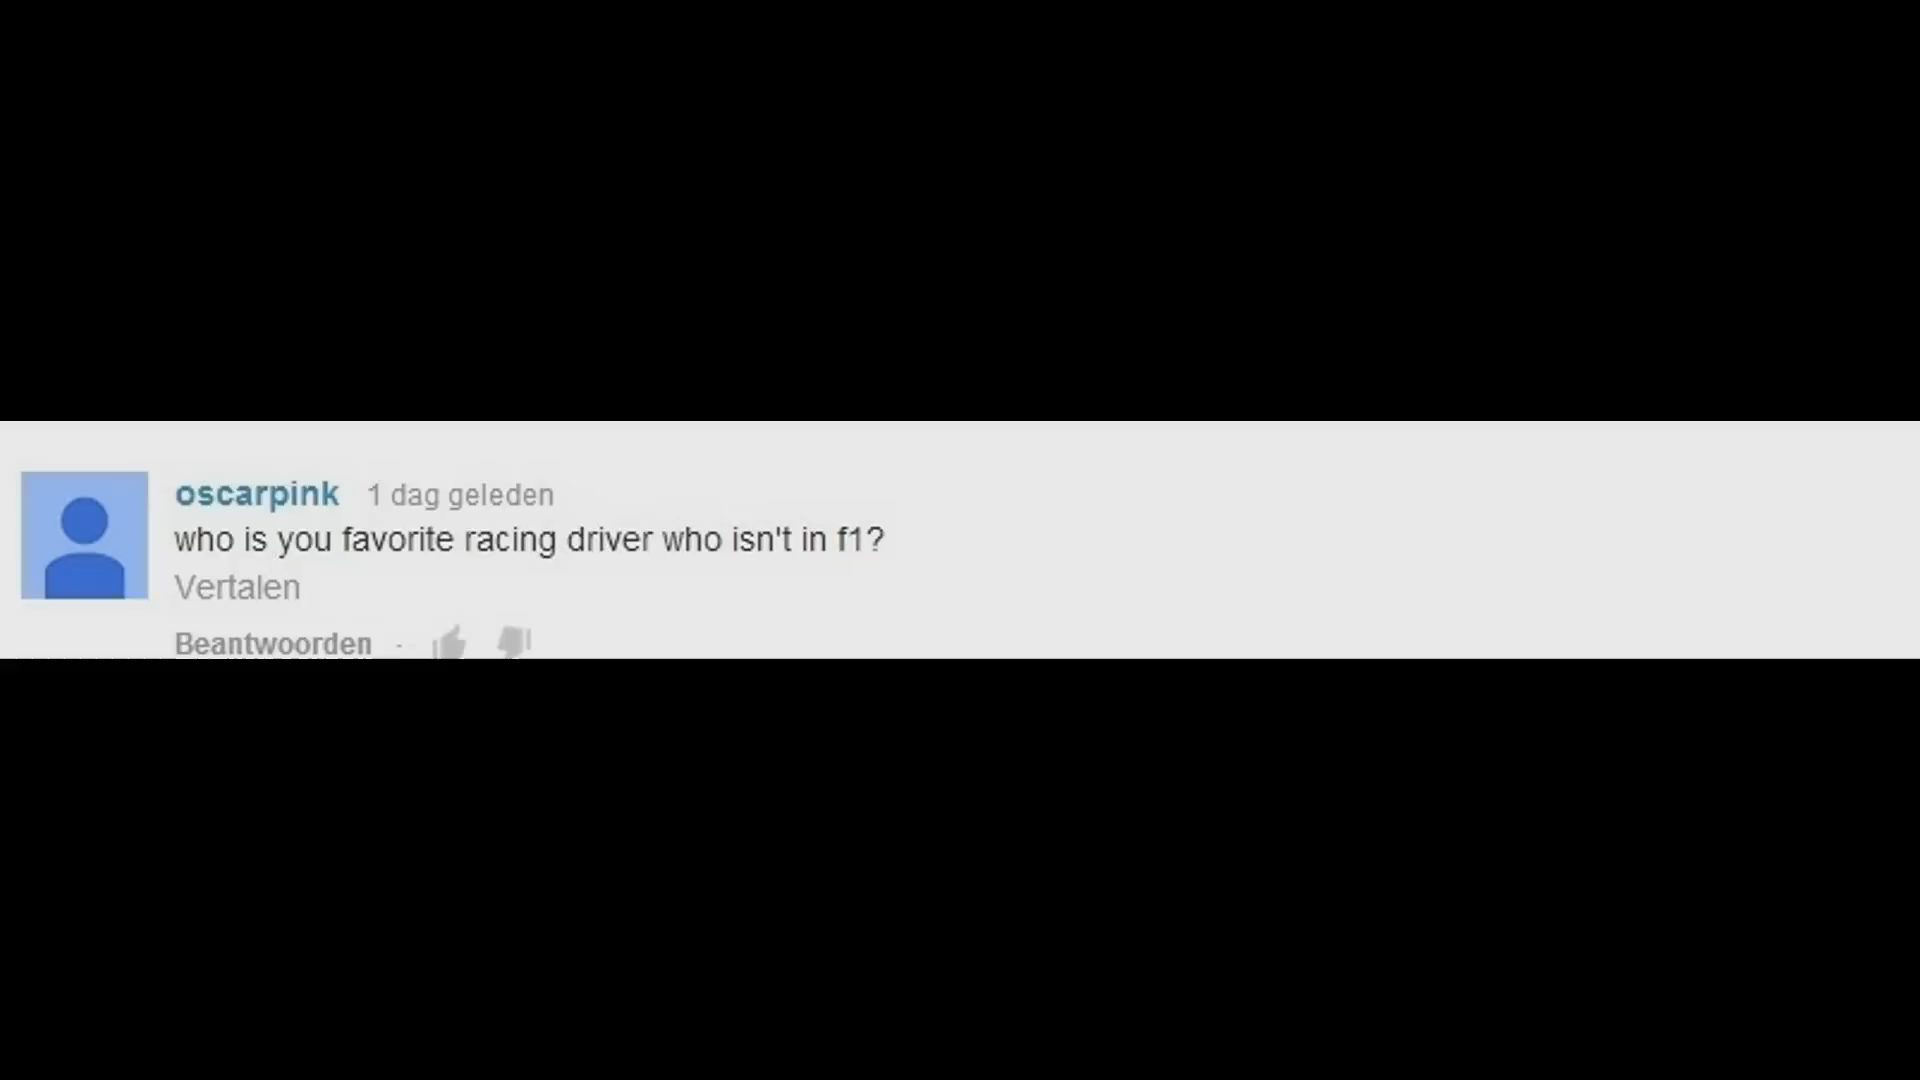 oscarpink 1 dag geleden
who is you favorite racing driver who isn't in f1?
Vertalen
Beantwoorden ·